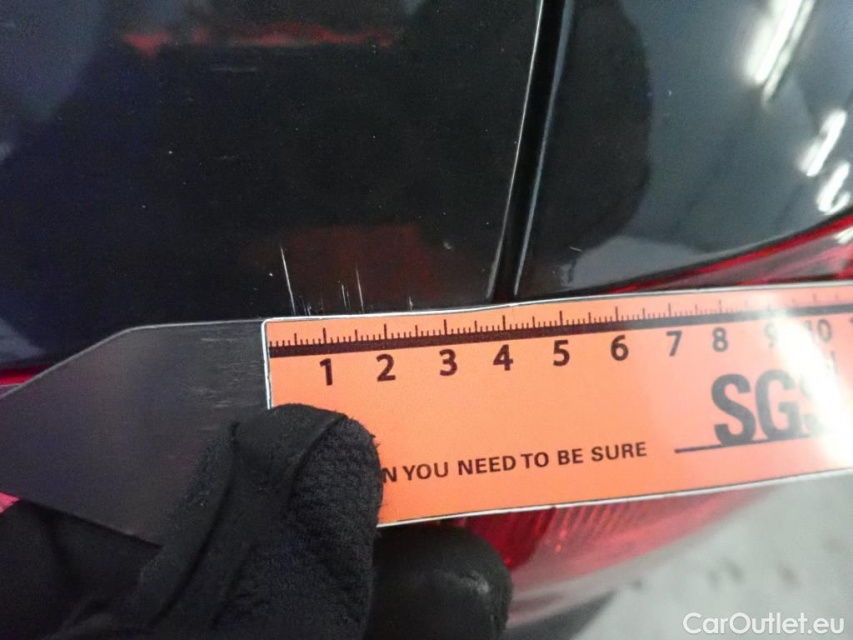 1 2 3 4 5 6 7 8 9 10
SGS
N YOU NEED TO BE SURE
CarOutlet.eu